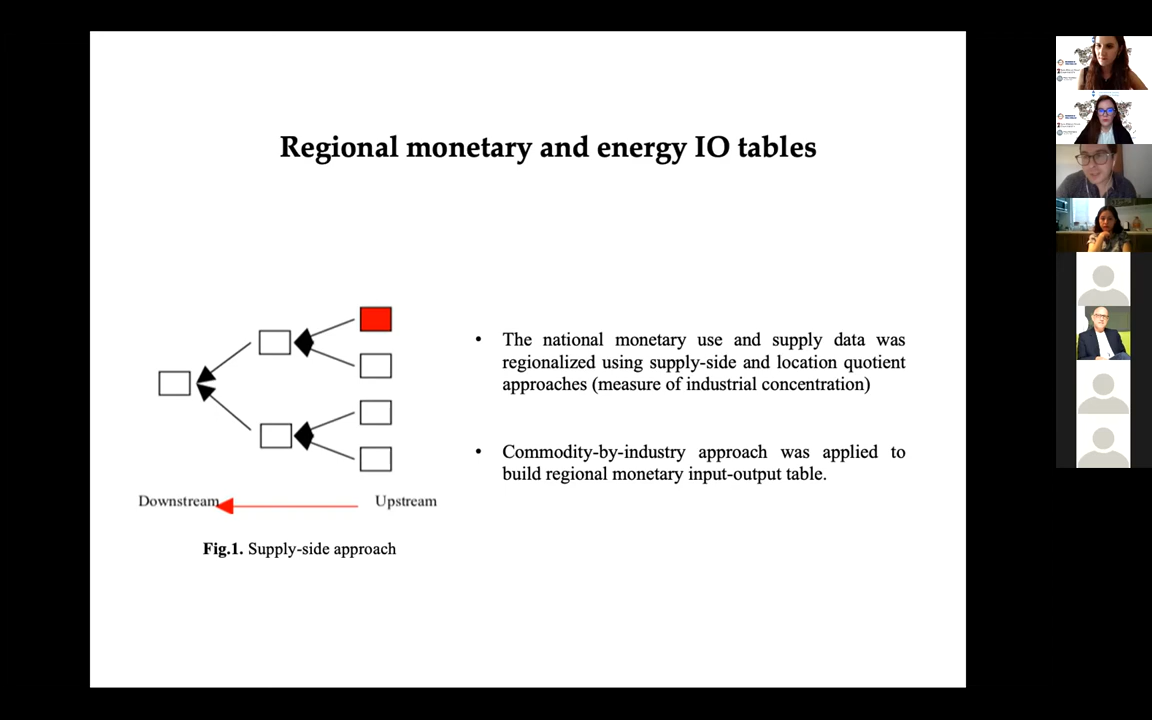 Regional monetary and energy IO tables
• The national monetary use and supply data was
regionalized using supply-side and location quotient
approaches (measure of industrial concentration)
• Commodity-by-industry approach was applied to
build regional monetary input-output table.
Downstream
Upstream
Fig.1. Supply-side approach